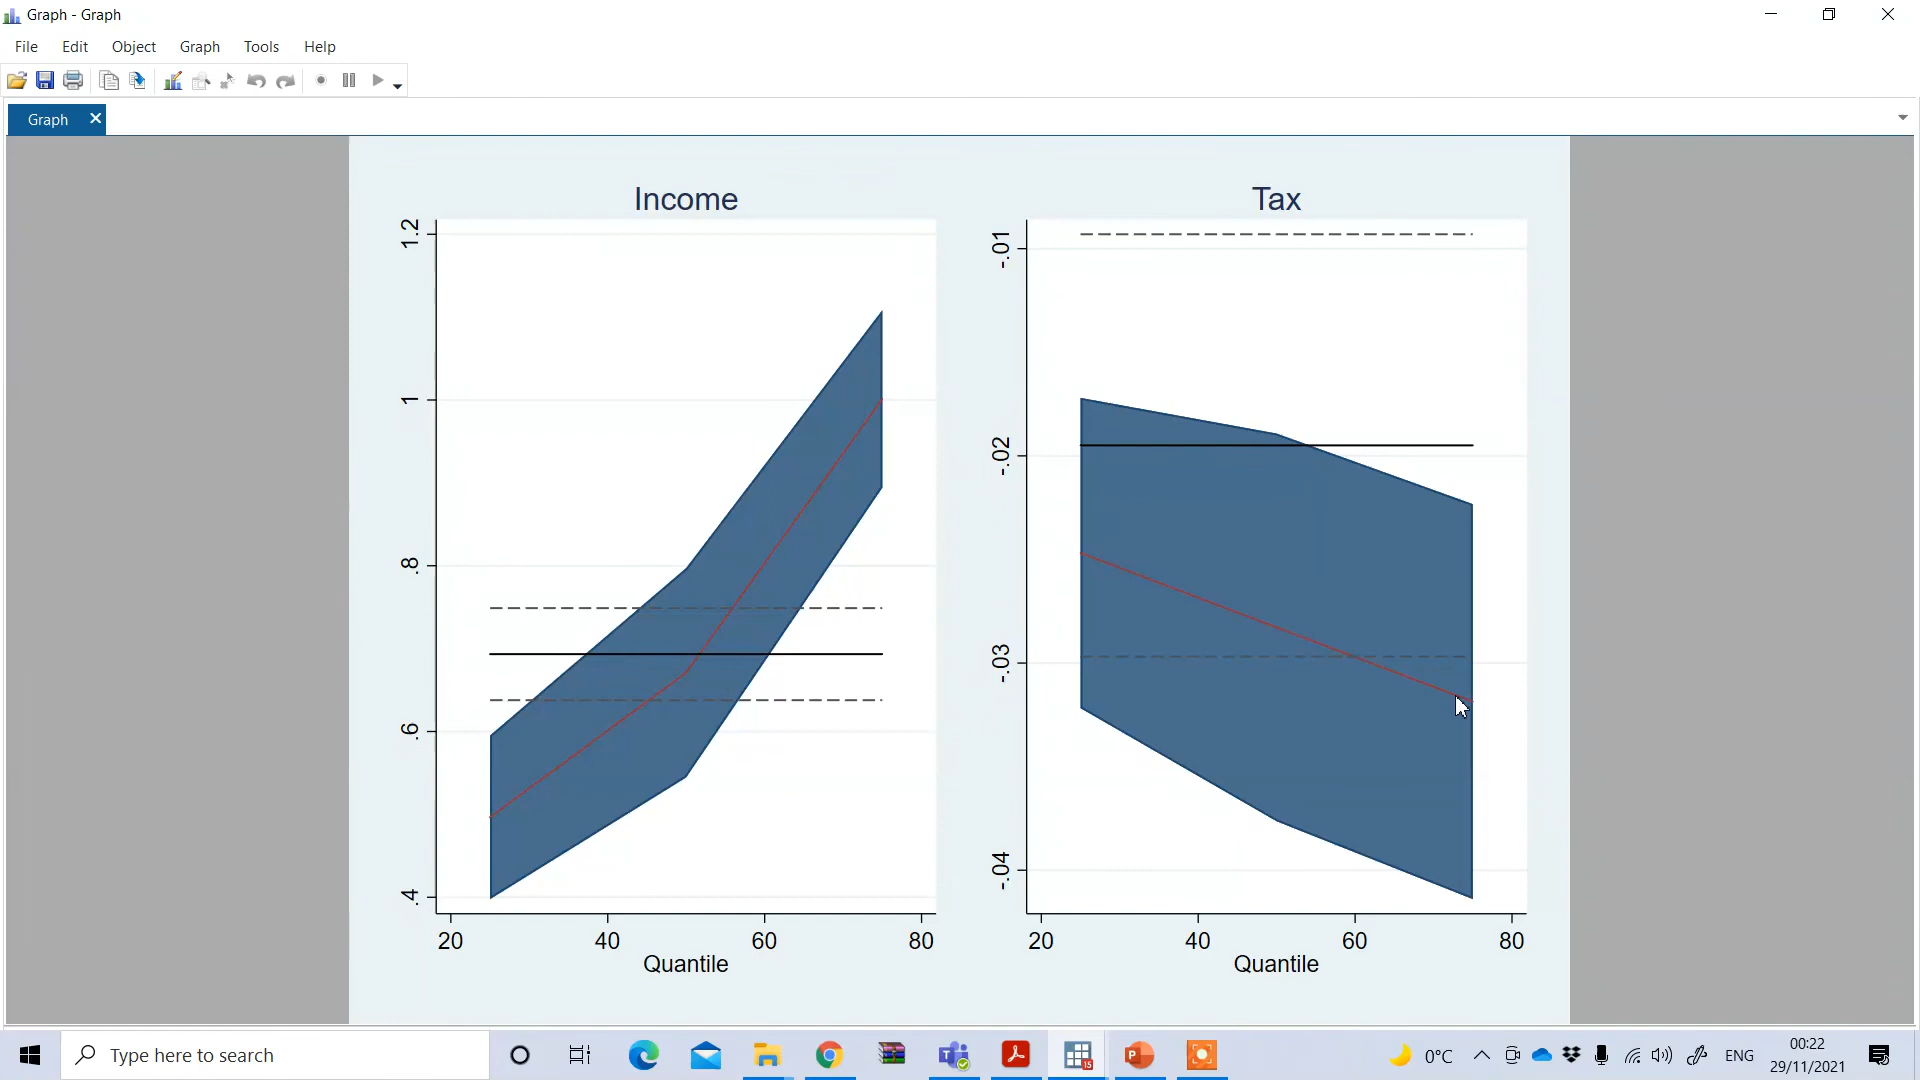 Graph - Graph
File Edit Object Graph Tools Help
Graph
Income
1.2
1
.8
.6
.4
20 40 60 80
Quantile
Tax
-.01
-.02
-.03
-.04
20 40 60 80
Quantile
Type here to search
T
15
P
0°C
ENG
00:22
29/11/2021